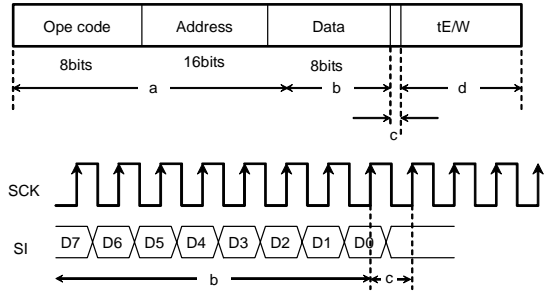 Ope code Address Data tE/W
8bits 16bits 8bits
a b d
c
SCK
SI D7 D6 D5 D4 D3 D2 D1 D0
b c